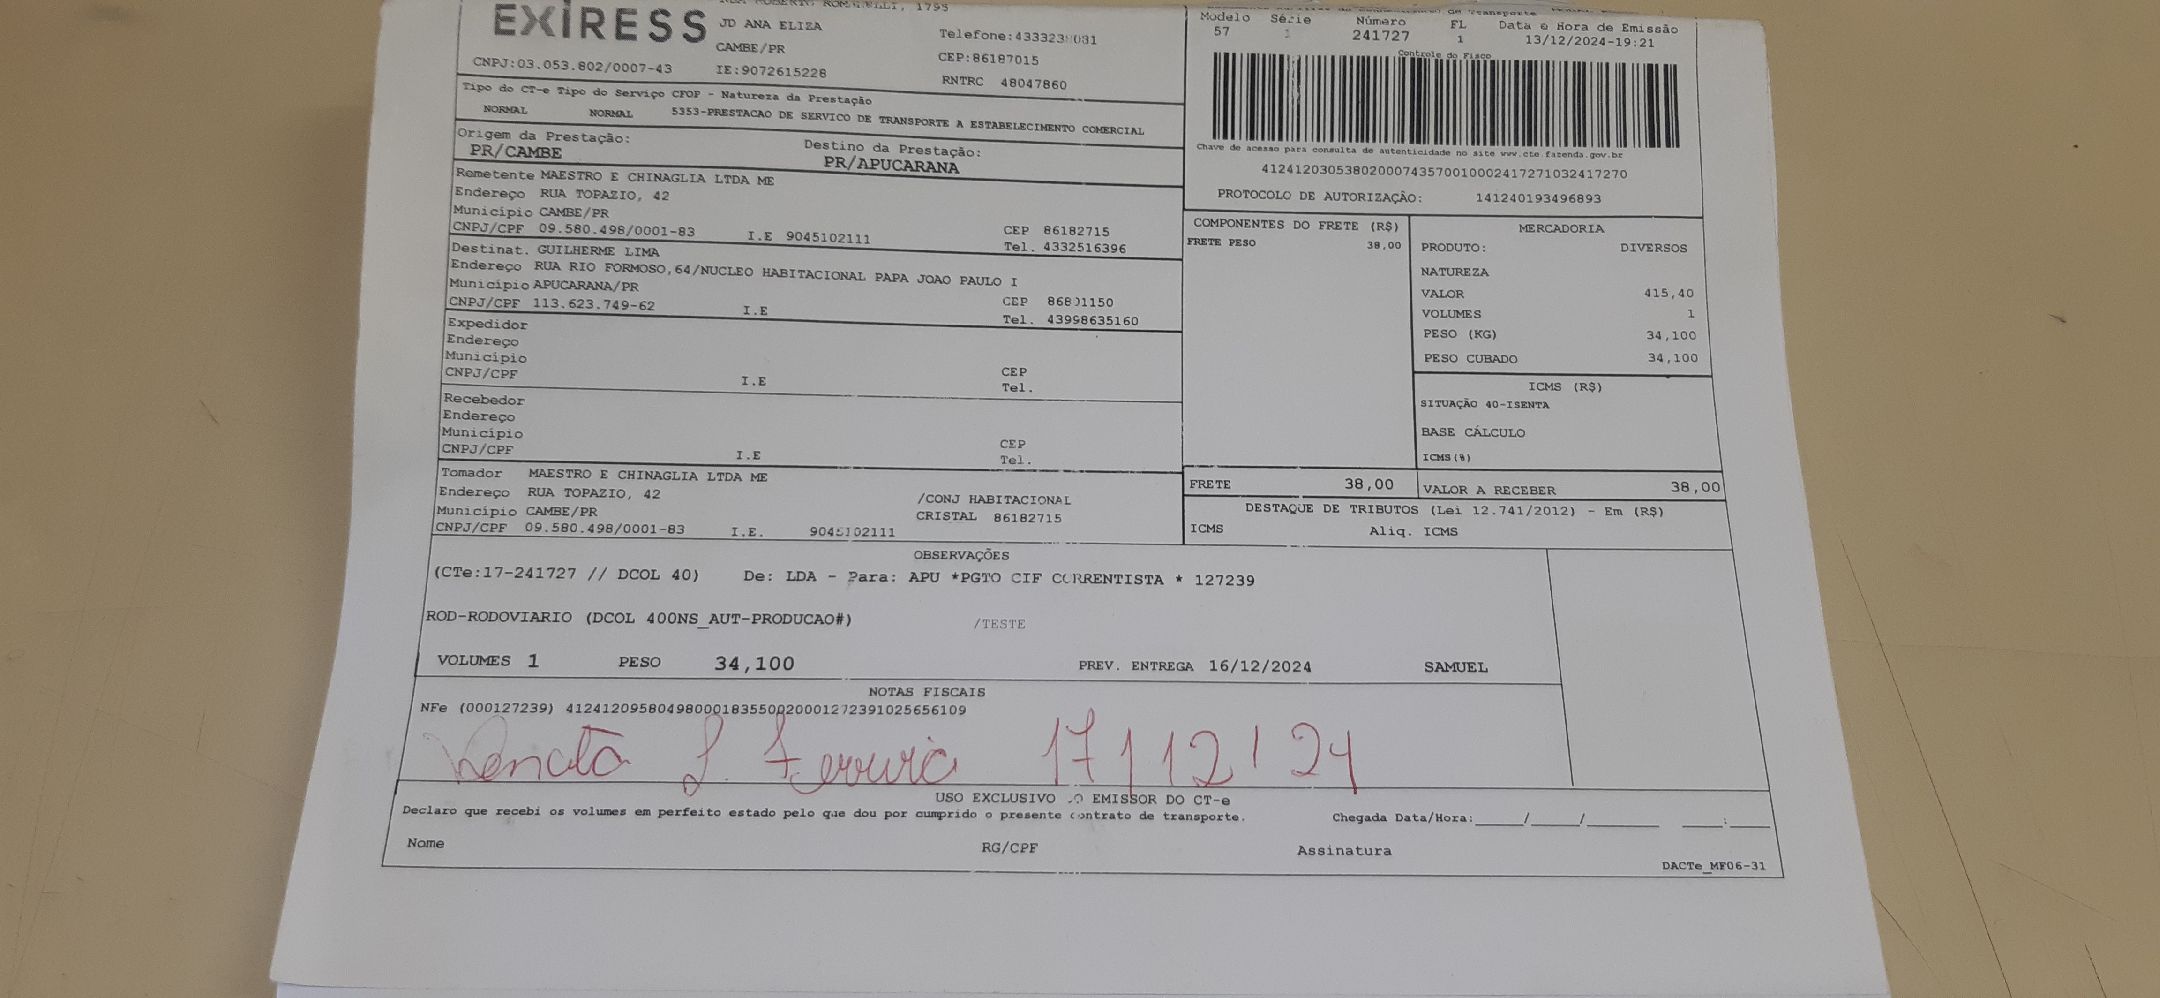 EXIRESS
JD ANA ELIZA
CAMBE/PR
CNPJ:03.053.802/0007-43 IE:9072615228
CEP:86187015
RNTRC 48047860
Modelo Série Número FL Data e Hora de Emissão
57 1 241727 1 13/12/2024-19:21
Controle do Fisco
Tipo do CT-e Tipo do Serviço CFOP - Natureza da Prestação
NORMAL NORMAL 5353-PRESTACAO DE SERVICO DE TRANSPORTE A ESTABELECIMENTO COMERCIAL
Origem da Prestação: Destino da Prestação:
PR/CAMBE PR/APUCARANA
Chave de acesso para consulta de autenticidade no site www.cte.fazenda.gov.br
41241203053802000743570010002417271032417270
PROTOCOLO DE AUTORIZAÇÃO: 141240193496893
Remetente MAESTRO E CHINAGLIA LTDA ME
Endereço RUA TOPAZIO, 42
Município CAMBE/PR
CNPJ/CPF 09.580.498/0001-83 I.E 9045102111
CEP 86182715
Tel. 4332516396
Destinat. GUILHERME LIMA
Endereço RUA RIO FORMOSO,64/NUCLEO HABITACIONAL PAPA JOAO PAULO I
Município APUCARANA/PR
CNPJ/CPF 113.623.749-62 I.E
CEP 86801150
Tel. 43998635160
Expedidor
Endereço
Município
CNPJ/CPF I.E
CEP
Tel.
Recebedor
Endereço
Município
CNPJ/CPF I.E
CEP
Tel.
Tomador MAESTRO E CHINAGLIA LTDA ME
Endereço RUA TOPAZIO, 42 /CONJ HABITACIONAL
Município CAMBE/PR CRISTAL 86182715
CNPJ/CPF 09.580.498/0001-83 I.E. 9045102111
COMPONENTES DO FRETE (R$)
FRETE PESO 38,00
MERCADORIA
PRODUTO: DIVERSOS
NATUREZA
VALOR 415,40
VOLUMES 1
PESO (KG) 34,100
PESO CUBADO 34,100
ICMS (R$)
SITUAÇÃO 40-ISENTA
BASE CÁLCULO
ICMS(%)
FRETE 38,00 VALOR A RECEBER 38,00
DESTAQUE DE TRIBUTOS (Lei 12.741/2012) - Em (R$)
ICMS Aliq. ICMS
OBSERVAÇÕES
(CTe:17-241727 // DCOL 40) De: LDA - Para: APU *PGTO CIF CORRENTISTA * 127239
ROD-RODOVIARIO (DCOL 400NS_AUT-PRODUCAO#) /TESTE
VOLUMES 1 PESO 34,100 PREV. ENTREGA 16/12/2024 SAMUEL
NOTAS FISCAIS
NFe (000127239) 41241209580498000183550020001272391025656109
Renata L. Ferreira 17/12/24
USO EXCLUSIVO DO EMISSOR DO CT-e
Declaro que recebi os volumes em perfeito estado pelo que dou por cumprido o presente contrato de transporte. Chegada Data/Hora:_____/_____/_______ ____:____
Nome RG/CPF Assinatura
DACTe_MF06-31